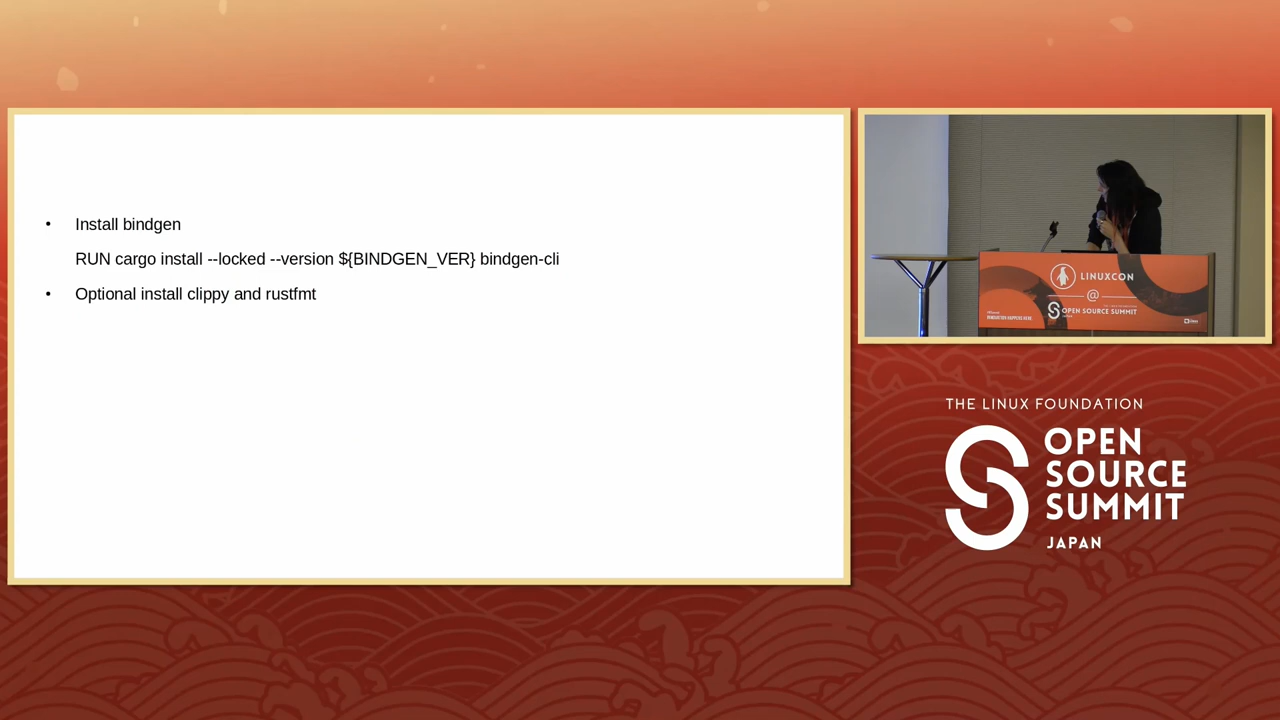 • Install bindgen
RUN cargo install --locked --version ${BINDGEN_VER} bindgen-cli
• Optional install clippy and rustfmt
LINUXCON
@
OPEN SOURCE SUMMIT
THE LINUX FOUNDATION
OPEN
SOURCE
SUMMIT
JAPAN